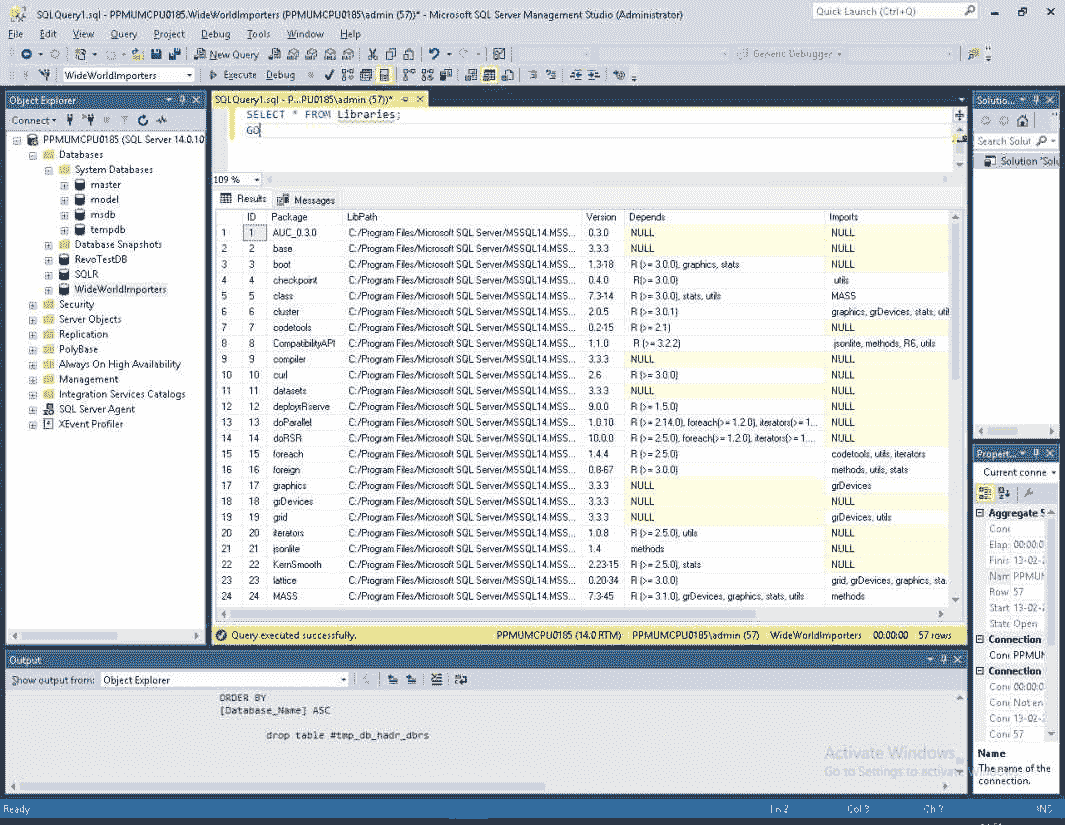 SQLQuery1.sql - PPMUMCPU0185.WideWorldImporters (PPMUMCPU0185\admin (57))* - Microsoft SQL Server Management Studio (Administrator)
Quick Launch (Ctrl+Q)
File Edit View Query Project Debug Tools Window Help
New Query
Generic Debugger
WideWorldImporters Execute Debug
Object Explorer
Connect
PPMUMCPU0185 (SQL Server 14.0.10
Databases
System Databases
master
model
msdb
tempdb
Database Snapshots
RevoTestDB
SQLR
WideWorldImporters
Security
Server Objects
Replication
PolyBase
Always On High Availability
Management
Integration Services Catalogs
SQL Server Agent
XEvent Profiler
SQLQuery1.sql - P...PU0185\admin (57))*
SELECT * FROM Libraries;
GO
109 %
Results Messages
ID Package LibPath Version Depends Imports
1 1 AUC_0.3.0 C:/Program Files/Microsoft SQL Server/MSSQL14.MSS... 0.3.0 NULL NULL
2 2 base C:/Program Files/Microsoft SQL Server/MSSQL14.MSS... 3.3.3 NULL NULL
3 3 boot C:/Program Files/Microsoft SQL Server/MSSQL14.MSS... 1.3-18 R (>= 3.0.0), graphics, stats NULL
4 4 checkpoint C:/Program Files/Microsoft SQL Server/MSSQL14.MSS... 0.4.0 R(>= 3.0.0) utils
5 5 class C:/Program Files/Microsoft SQL Server/MSSQL14.MSS... 7.3-14 R (>= 3.0.0), stats, utils MASS
6 6 cluster C:/Program Files/Microsoft SQL Server/MSSQL14.MSS... 2.0.5 R (>= 3.0.1) graphics, grDevices, stats, util
7 7 codetools C:/Program Files/Microsoft SQL Server/MSSQL14.MSS... 0.2-15 R (>= 2.1) NULL
8 8 CompatibilityAPI C:/Program Files/Microsoft SQL Server/MSSQL14.MSS... 1.1.0 R (>= 3.2.2) jsonlite, methods, R6, utils
9 9 compiler C:/Program Files/Microsoft SQL Server/MSSQL14.MSS... 3.3.3 NULL NULL
10 10 curl C:/Program Files/Microsoft SQL Server/MSSQL14.MSS... 2.6 R (>= 3.0.0) NULL
11 11 datasets C:/Program Files/Microsoft SQL Server/MSSQL14.MSS... 3.3.3 NULL NULL
12 12 deployrRserve C:/Program Files/Microsoft SQL Server/MSSQL14.MSS... 9.0.0 R (>= 1.5.0) NULL
13 13 doParallel C:/Program Files/Microsoft SQL Server/MSSQL14.MSS... 1.0.10 R (>= 2.14.0), foreach(>= 1.2.0), iterators(>= 1... NULL
14 14 doRSR C:/Program Files/Microsoft SQL Server/MSSQL14.MSS... 10.0.0 R (>= 2.5.0), foreach(>= 1.2.0), iterators(>= 1.... NULL
15 15 foreach C:/Program Files/Microsoft SQL Server/MSSQL14.MSS... 1.4.4 R (>= 2.5.0) codetools, utils, iterators
16 16 foreign C:/Program Files/Microsoft SQL Server/MSSQL14.MSS... 0.8-67 R (>= 3.0.0) methods, utils, stats
17 17 graphics C:/Program Files/Microsoft SQL Server/MSSQL14.MSS... 3.3.3 NULL grDevices
18 18 grDevices C:/Program Files/Microsoft SQL Server/MSSQL14.MSS... 3.3.3 NULL NULL
19 19 grid C:/Program Files/Microsoft SQL Server/MSSQL14.MSS... 3.3.3 NULL grDevices, utils
20 20 iterators C:/Program Files/Microsoft SQL Server/MSSQL14.MSS... 1.0.8 R (>= 2.5.0), utils NULL
21 21 jsonlite C:/Program Files/Microsoft SQL Server/MSSQL14.MSS... 1.4 methods NULL
22 22 KernSmooth C:/Program Files/Microsoft SQL Server/MSSQL14.MSS... 2.23-15 R (>= 2.5.0), stats NULL
23 23 lattice C:/Program Files/Microsoft SQL Server/MSSQL14.MSS... 0.20-34 R (>= 3.0.0) grid, grDevices, graphics, sta.
24 24 MASS C:/Program Files/Microsoft SQL Server/MSSQL14.MSS... 7.3-45 R (>= 3.1.0), grDevices, graphics, stats, utils methods
Query executed successfully. PPMUMCPU0185 (14.0 RTM) PPMUMCPU0185\admin (57) WideWorldImporters 00:00:00 57 rows
Solutio...
Search Solut
Solution 'Solu
Propert...
Current conne
Aggregate S
Conn
Elap: 00:00:0
Finis 13-02-2
Nam PPMUN
Row 57
Start 13-02-2
State Open
Connection
Conn PPMUN
Connection
Conn 00:00:0
Conn Not en
Conn 13-02-2
Conn 57
Name
The name of the
connection.
Output
Show output from: Object Explorer
ORDER BY
[Database_Name] ASC
drop table #tmp_db_hadr_dbrs
Activate Windows
Go to Settings to activate Windows.
Ready Ln 2 Col 3 Ch 3 INS